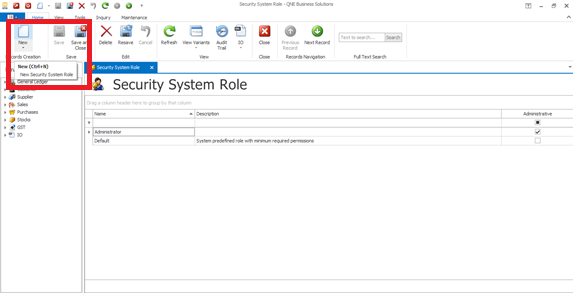 Security System Role - QNE Business Solutions
Home View Tools Inquiry Maintenance
New Save Save and Close Delete Resave Cancel Refresh View Variants Audit Trail IO Close Previous Record Next Record Text to search... Search
Records Creation Save Edit View Close Records Navigation Full Text Search
New (Ctrl+N)
New Security System Role
Security System Role
General Ledger
Supplier
Sales
Purchases
Stocks
GST
IO
Security System Role
Drag a column header here to group by that column
Name Description Administrative
Administrator
Default System predefined role with minimum required permissions